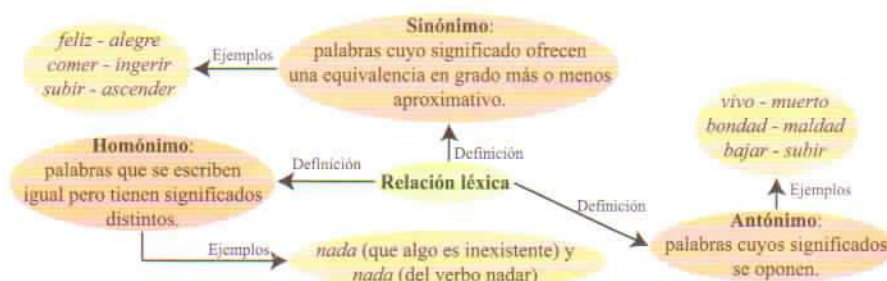 Sinónimo:
palabras cuyo significado ofrecen
una equivalencia en grado más o menos
aproximativo.
Ejemplos
feliz - alegre
comer - ingerir
subir - ascender
Definición
Relación léxica
Definición
Homónimo:
palabras que se escriben
igual pero tienen significados
distintos.
Ejemplos
nada (que algo es inexistente) y
nada (del verbo nadar)
Definición
Antónimo:
palabras cuyos significados
se oponen.
Ejemplos
vivo - muerto
bondad - maldad
bajar - subir